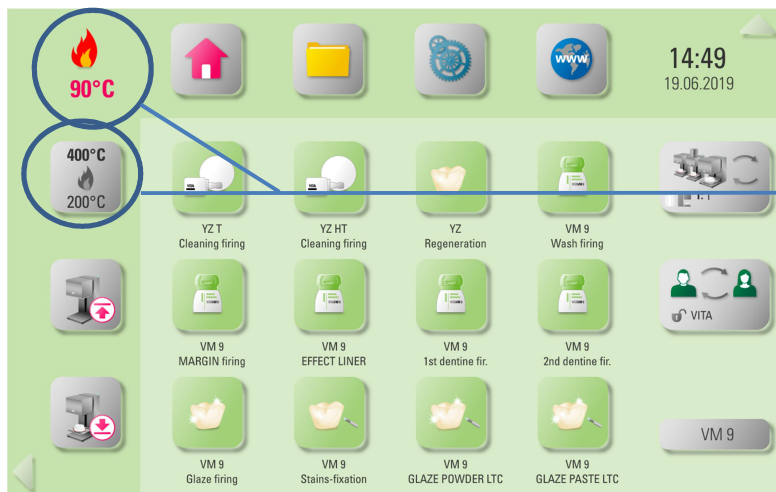 90°C
www
14:49
19.06.2019
400°C
200°C
YZ T
Cleaning firing
YZ HT
Cleaning firing
YZ
Regeneration
VM 9
Wash firing
VM 9
MARGIN firing
VM 9
EFFECT LINER
VM 9
1st dentine fir.
VM 9
2nd dentine fir.
VITA
VM 9
Glaze firing
VM 9
Stains-fixation
VM 9
GLAZE POWDER LTC
VM 9
GLAZE PASTE LTC
VM 9